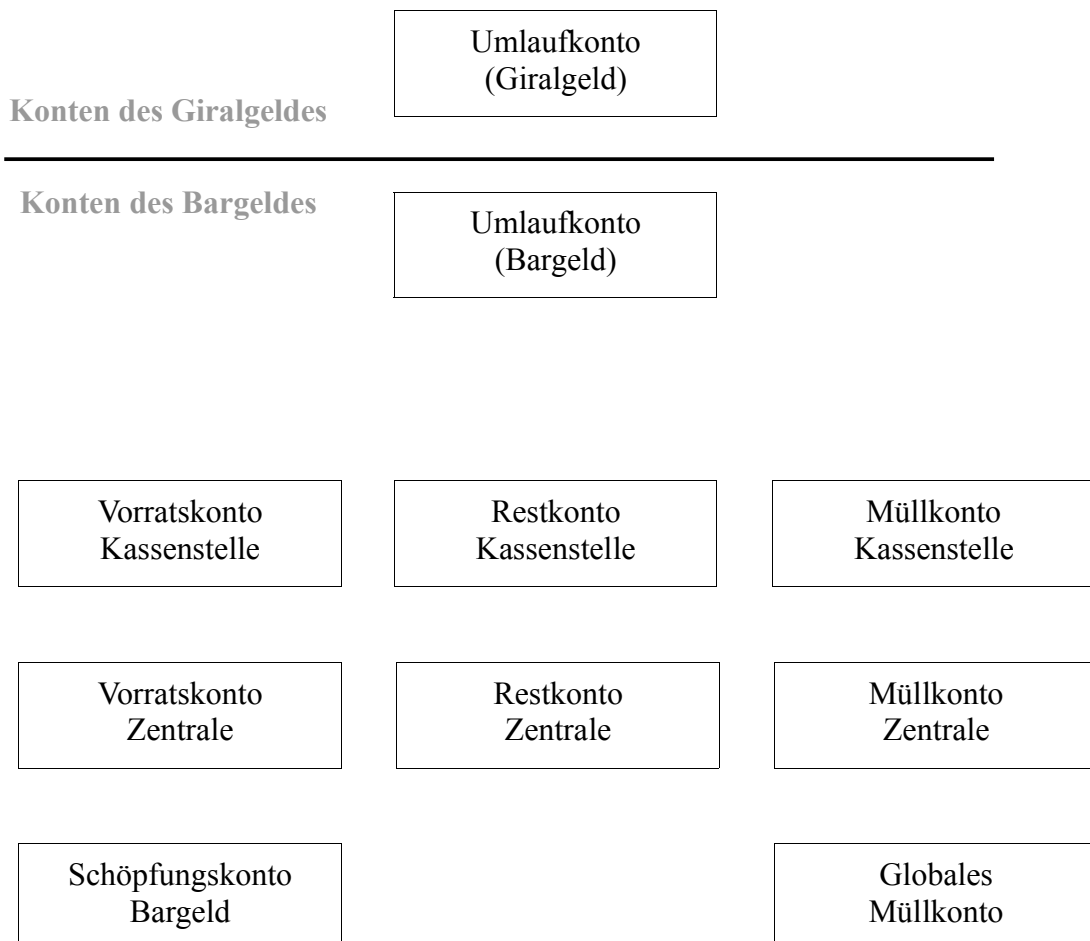 Umlaufkonto
(Giralgeld)
Konten des Giralgeldes
Konten des Bargeldes
Umlaufkonto
(Bargeld)
Vorratskonto
Kassenstelle
Restkonto
Kassenstelle
Müllkonto
Kassenstelle
Vorratskonto
Zentrale
Restkonto
Zentrale
Müllkonto
Zentrale
Schöpfungskonto
Bargeld
Globales
Müllkonto